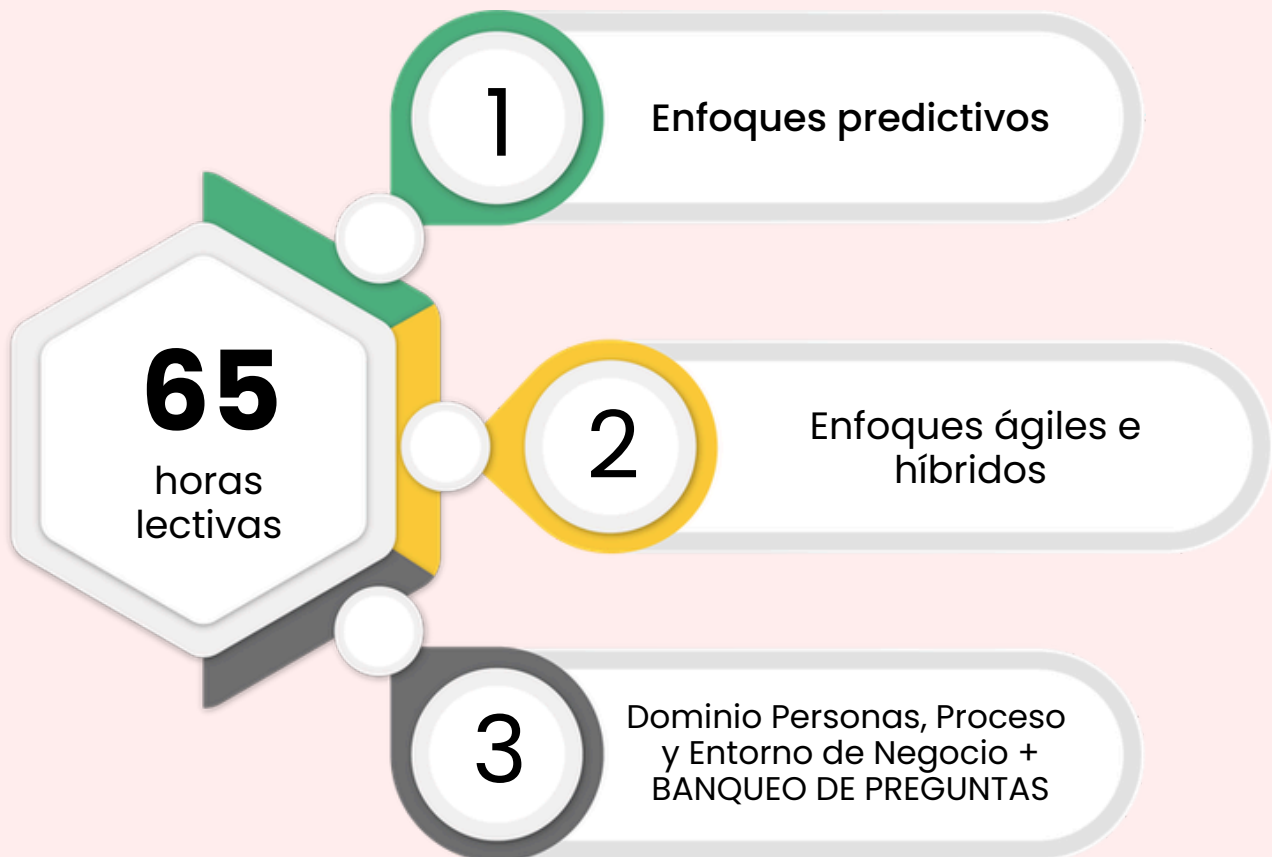 1
Enfoques predictivos
65
horas
lectivas
2
Enfoques ágiles e
híbridos
3
Dominio Personas, Proceso
y Entorno de Negocio +
BANQUEO DE PREGUNTAS